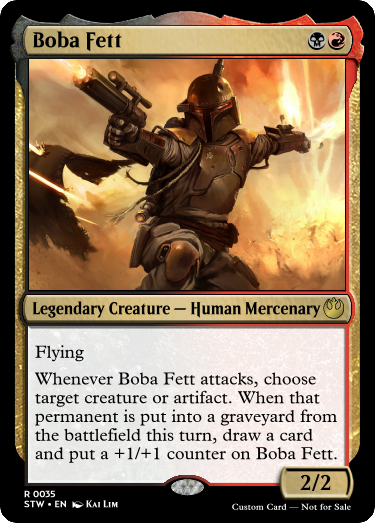 Boba Fett
Legendary Creature — Human Mercenary
Flying
Whenever Boba Fett attacks, choose
target creature or artifact. When that
permanent is put into a graveyard from
the battlefield this turn, draw a card
and put a +1/+1 counter on Boba Fett.
2/2
R 0035
STW • EN Kai Lim
Custom Card — Not for Sale